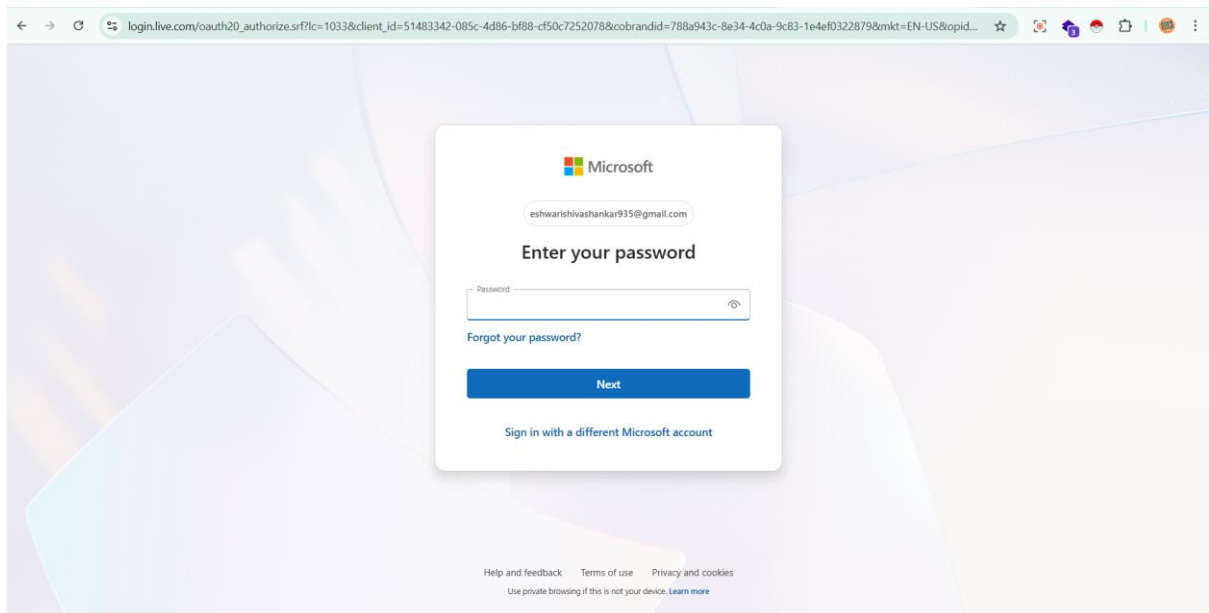 login.live.com/oauth20_authorize.srf?lc=1033&client_id=51483342-085c-4d86-bf88-cf50c7252078&cobrandid=788a943c-8e34-4c0a-9c83-1e4ef0322879&mkt=EN-US&opid...
3
Microsoft
eshwarishivashankar935@gmail.com
Enter your password
Password
Forgot your password?
Next
Sign in with a different Microsoft account
Help and feedback Terms of use Privacy and cookies
Use private browsing if this is not your device. Learn more